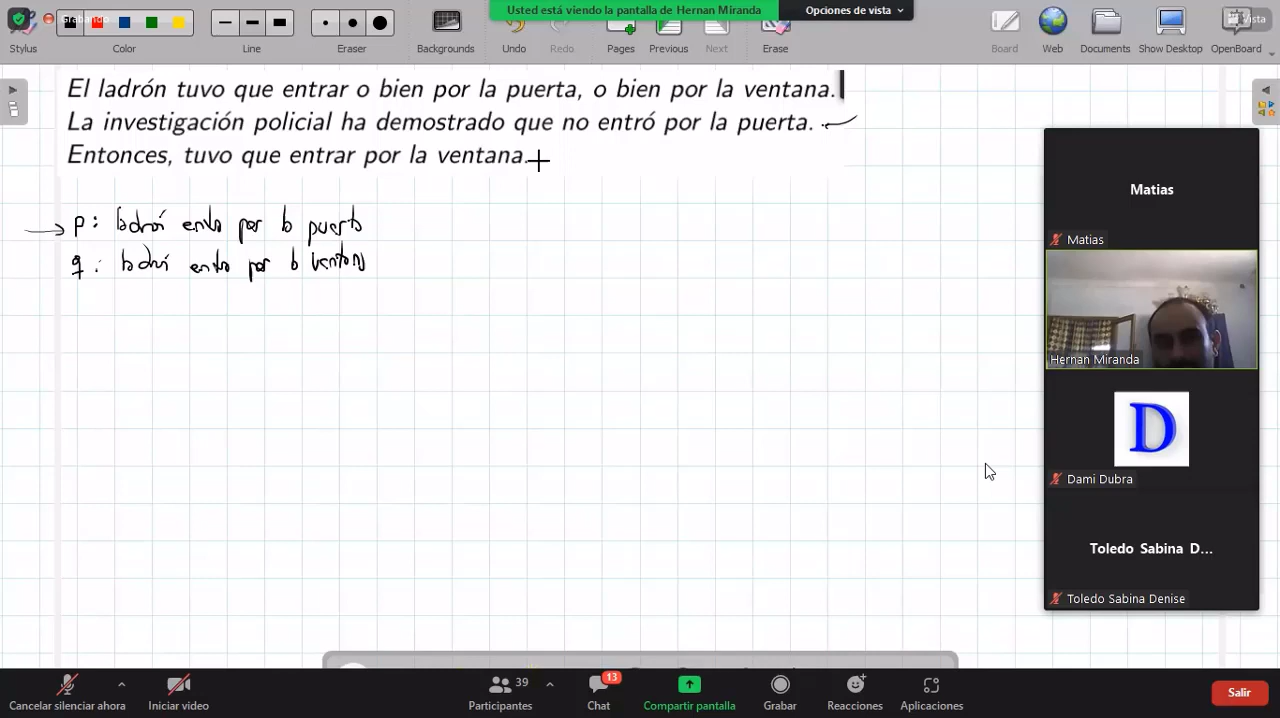 Grabando
Usted está viendo la pantalla de Hernan Miranda
Opciones de vista
Vista
Stylus
Color
Line
Eraser
Backgrounds
Undo
Redo
Pages
Previous
Next
Erase
Board
Web
Documents
Show Desktop
OpenBoard
El ladrón tuvo que entrar o bien por la puerta, o bien por la ventana.
La investigación policial ha demostrado que no entró por la puerta.
Entonces, tuvo que entrar por la ventana.
p: ladrón entro por la puerta
q: ladrón entro por la ventana
Matias
Matias
Hernan Miranda
D
Dami Dubra
Toledo Sabina D...
Toledo Sabina Denise
Cancelar silenciar ahora
Iniciar video
39
Participantes
13
Chat
Compartir pantalla
Grabar
Reacciones
Aplicaciones
Salir